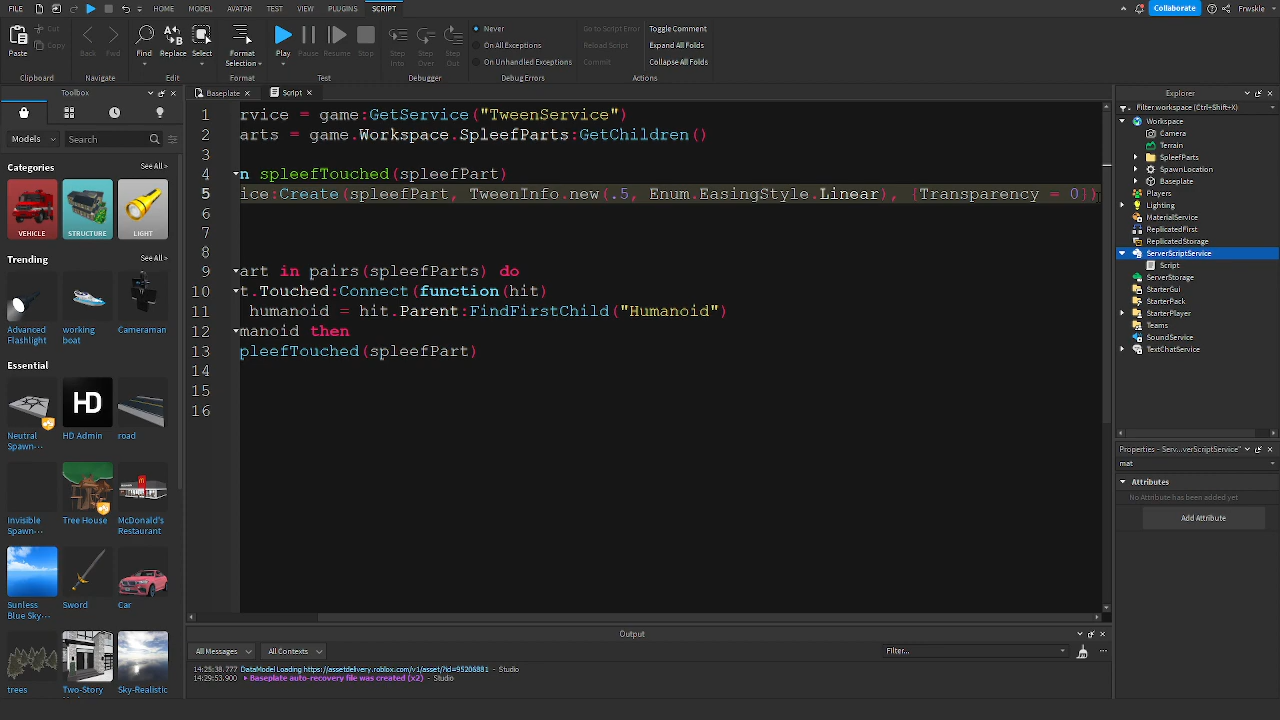 FILE HOME MODEL AVATAR TEST VIEW PLUGINS SCRIPT Collaborate Frwskle
Paste Cut Copy Back Fwd Find Replace Select Format Selection Play Pause Resume Stop Step Into Step Over Step Out Never On All Exceptions On Unhandled Exceptions Go to Script Error Reload Script Commit Toggle Comment Expand All Folds Collapse All Folds
Clipboard Navigate Edit Format Test Debugger Debug Errors Actions
Toolbox
Models Search
Categories See All >
VEHICLE STRUCTURE LIGHT
Trending See All >
Advanced Flashlight working boat Cameraman
Essential See All >
HD
Neutral Spawn-··· HD Admin road
Invisible Spawn-··· Tree House McDonald's Restaurant
Sunless Blue Sky-··· Sword Car
trees Two-Story Sky-Realistic
Baseplate × Script ×
1 rvice = game:GetService("TweenService")
2 arts = game.Workspace.SpleefParts:GetChildren()
3
4 n spleefTouched(spleefPart)
5 ice:Create(spleefPart, TweenInfo.new(.5, Enum.EasingStyle.Linear), {Transparency = 0})
6
7
8
9 art in pairs(spleefParts) do
10 t.Touched:Connect(function(hit)
11 humanoid = hit.Parent:FindFirstChild("Humanoid")
12 manoid then
13 pleefTouched(spleefPart)
14
15
16
Output
All Messages All Contexts Filter...
14:25:38.777 DataModel Loading https://assetdelivery.roblox.com/v1/asset/?id=95206881 - Studio
14:29:53.900 Baseplate auto-recovery file was created (x2) - Studio
Explorer
Filter workspace (Ctrl+Shift+X)
Workspace
Camera
Terrain
SpleefParts
SpawnLocation
Baseplate
Players
Lighting
MaterialService
ReplicatedFirst
ReplicatedStorage
ServerScriptService
Script
ServerStorage
StarterGui
StarterPack
StarterPlayer
Teams
SoundService
TextChatService
Properties - Serv...verScriptService"
mat
Attributes
No Attribute has been added yet
Add Attribute